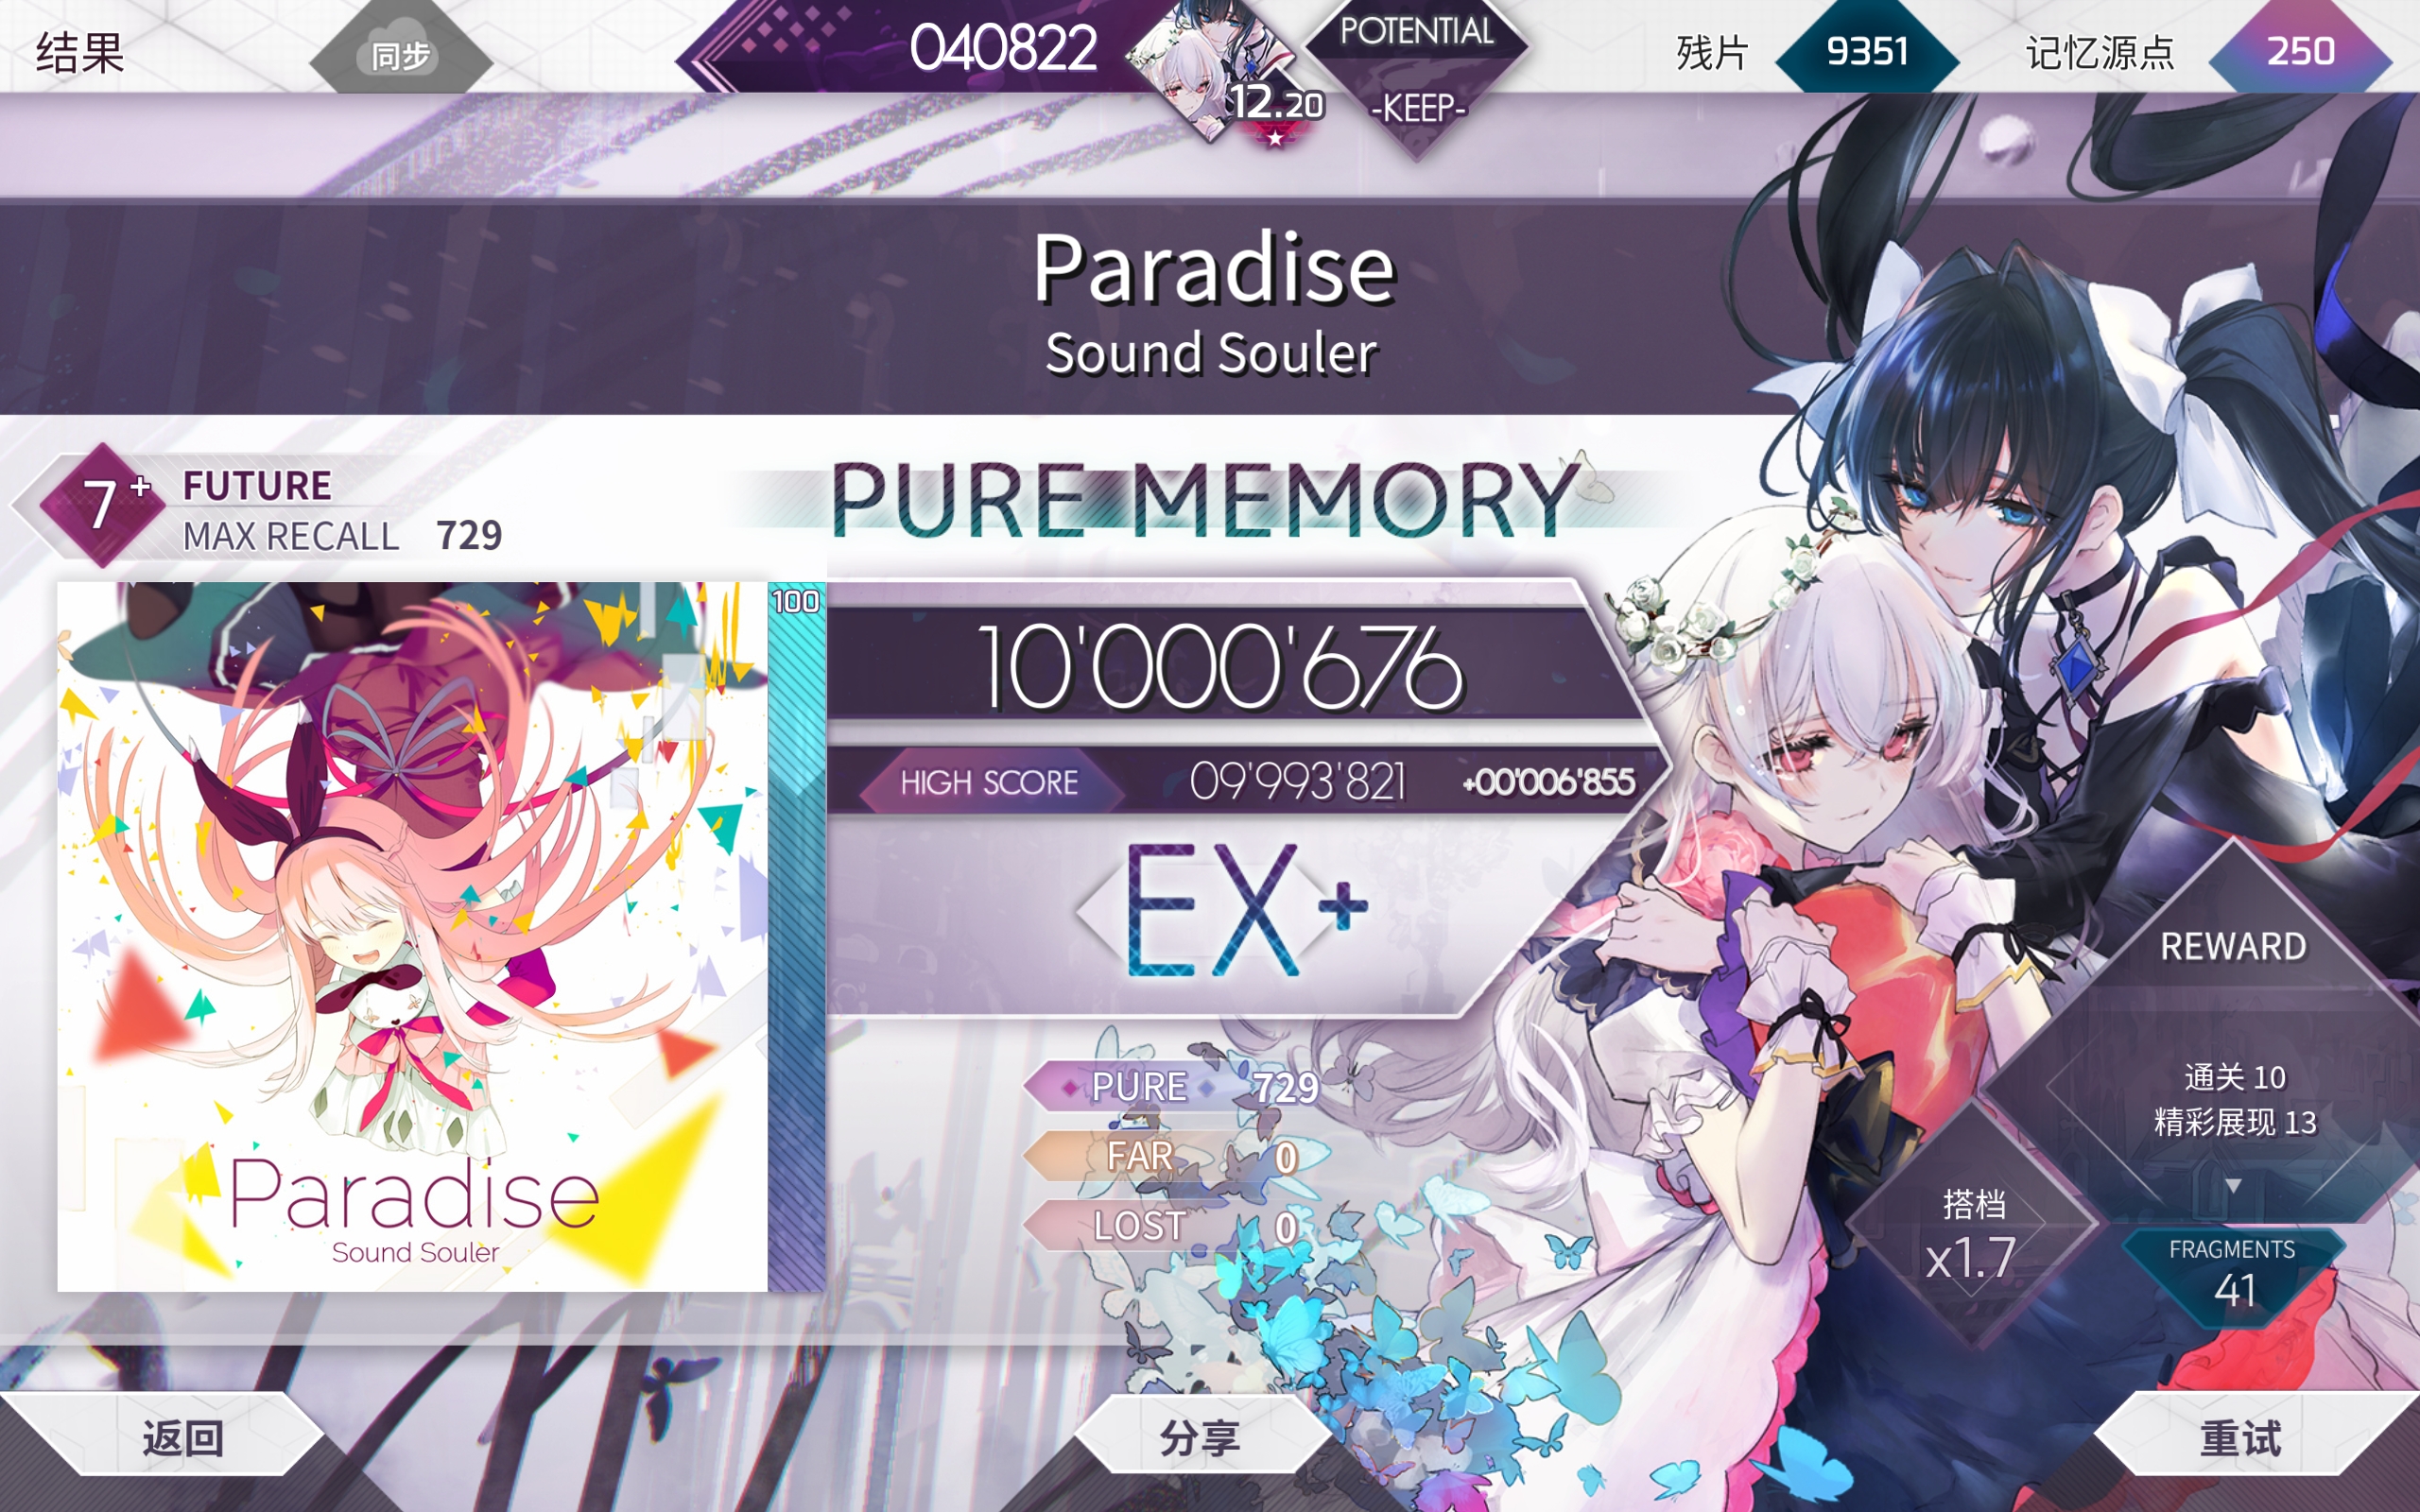 结果
同步
040822
12.20
POTENTIAL
-KEEP-
残片
9351
记忆源点
250
Paradise
Sound Souler
7+
FUTURE
MAX RECALL 729
PURE MEMORY
100
10'000'676
HIGH SCORE 09'993'821 +00'006'855
EX+
PURE 729
FAR 0
LOST 0
Paradise
Sound Souler
REWARD
通关 10
精彩展现 13
搭档
x1.7
FRAGMENTS
41
返回
分享
重试